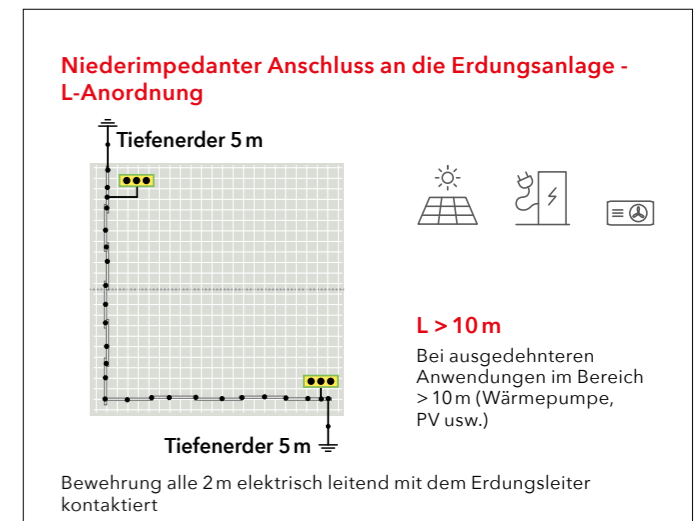 Niederimpedanter Anschluss an die Erdungsanlage -
L-Anordnung
Tiefenerder 5 m
L > 10 m
Bei ausgedehnteren
Anwendungen im Bereich
> 10 m (Wärmepumpe,
PV usw.)
Tiefenerder 5 m
Bewehrung alle 2 m elektrisch leitend mit dem Erdungsleiter
kontaktiert